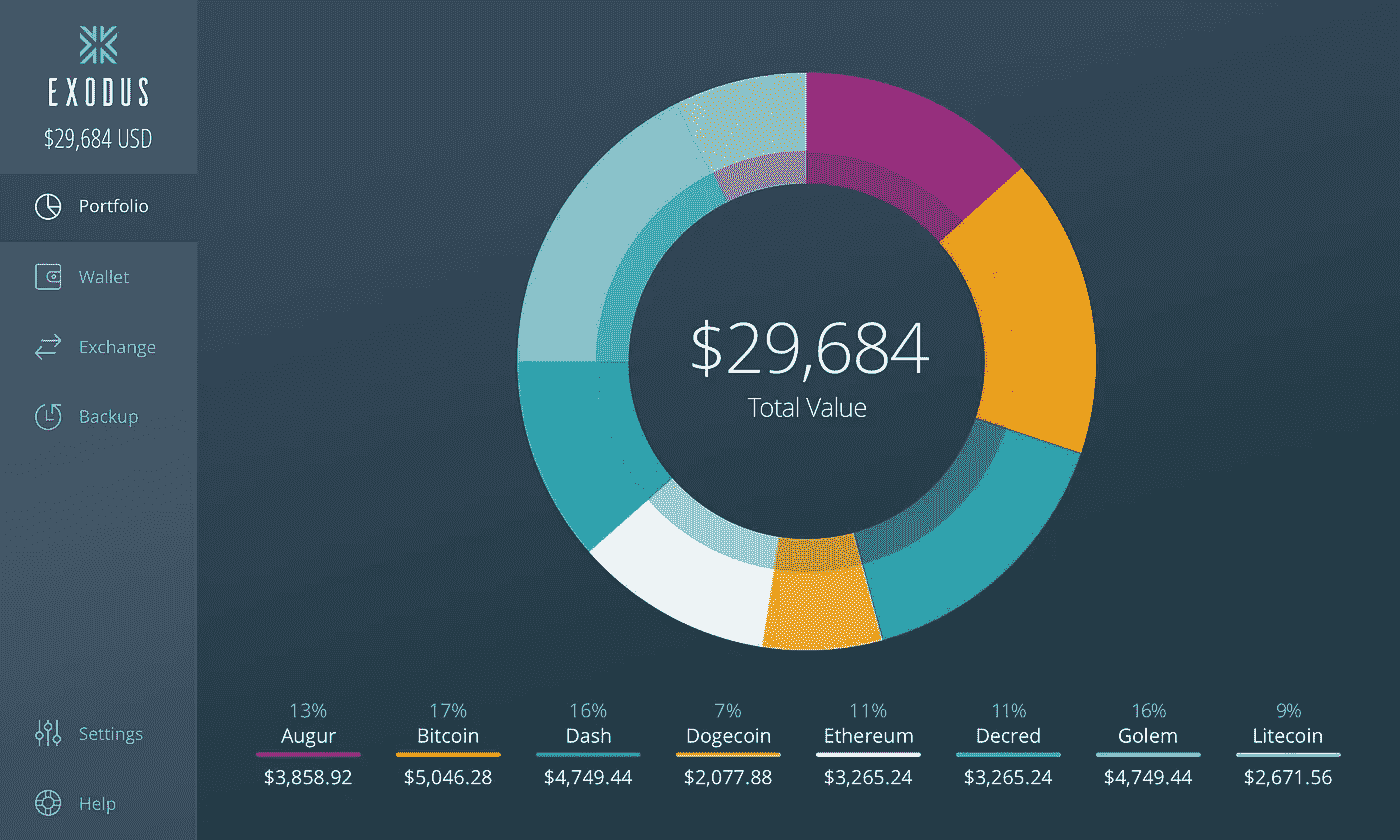 EXODUS
$29,684 USD
Portfolio
Wallet
Exchange
Backup
Settings
Help
$29,684
Total Value
13% 17% 16% 7% 11% 11% 16% 9%
Augur Bitcoin Dash Dogecoin Ethereum Decred Golem Litecoin
$3,858.92 $5,046.28 $4,749.44 $2,077.88 $3,265.24 $3,265.24 $4,749.44 $2,671.56